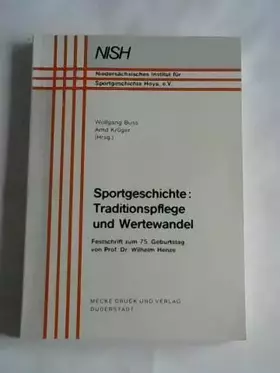 NISH
Niedersächsisches Institut für
Sportgeschichte Hoya, e.V.
Wolfgang Buss
Arnd Krüger
(Hrsg.)
Sportgeschichte:
Traditionspflege
und Wertewandel
Festschrift zum 75. Geburtstag
von Prof. Dr. Wilhelm Henze
MECKE DRUCK UND VERLAG
DUDERSTADT